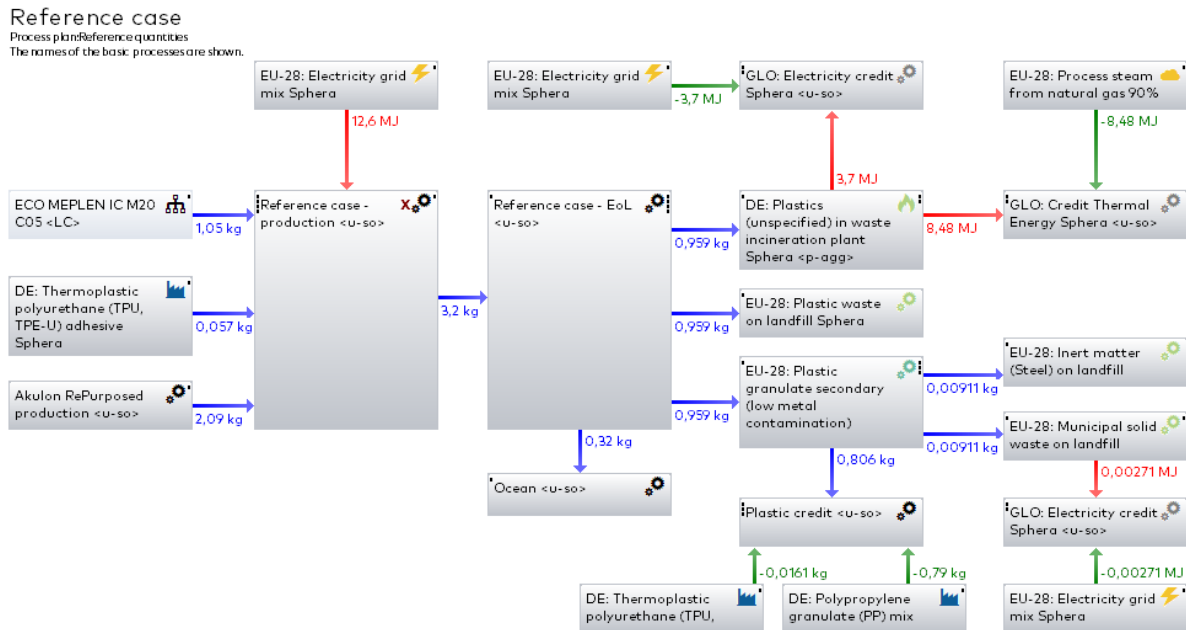 Reference case
Process plan:Reference quantities
The names of the basic processes are shown.
EU-28: Electricity grid
mix Sphera
EU-28: Electricity grid
mix Sphera
-3,7 MJ
GLO: Electricity credit
Sphera <u-so>
EU-28: Process steam
from natural gas 90%
12,6 MJ
-8,48 MJ
3,7 MJ
ECO MEPLEN IC M20
C05 <LC>
1,05 kg
Reference case -
production <u-so>
X
Reference case - EoL
<u-so>
0,959 kg
DE: Plastics
(unspecified) in waste
incineration plant
Sphera <p-agg>
8,48 MJ
GLO: Credit Thermal
Energy Sphera <u-so>
DE: Thermoplastic
polyurethane (TPU,
TPE-U) adhesive
Sphera
0,057 kg
3,2 kg
0,959 kg
EU-28: Plastic waste
on landfill Sphera
EU-28: Inert matter
(Steel) on landfill
EU-28: Plastic
granulate secondary
(low metal
contamination)
0,00911 kg
Akulon RePurposed
production <u-so>
2,09 kg
0,959 kg
EU-28: Municipal solid
waste on landfill
0,00911 kg
0,32 kg
0,806 kg
0,00271 MJ
Ocean <u-so>
Plastic credit <u-so>
GLO: Electricity credit
Sphera <u-so>
-0,0161 kg
-0,79 kg
-0,00271 MJ
DE: Thermoplastic
polyurethane (TPU,
DE: Polypropylene
granulate (PP) mix
EU-28: Electricity grid
mix Sphera